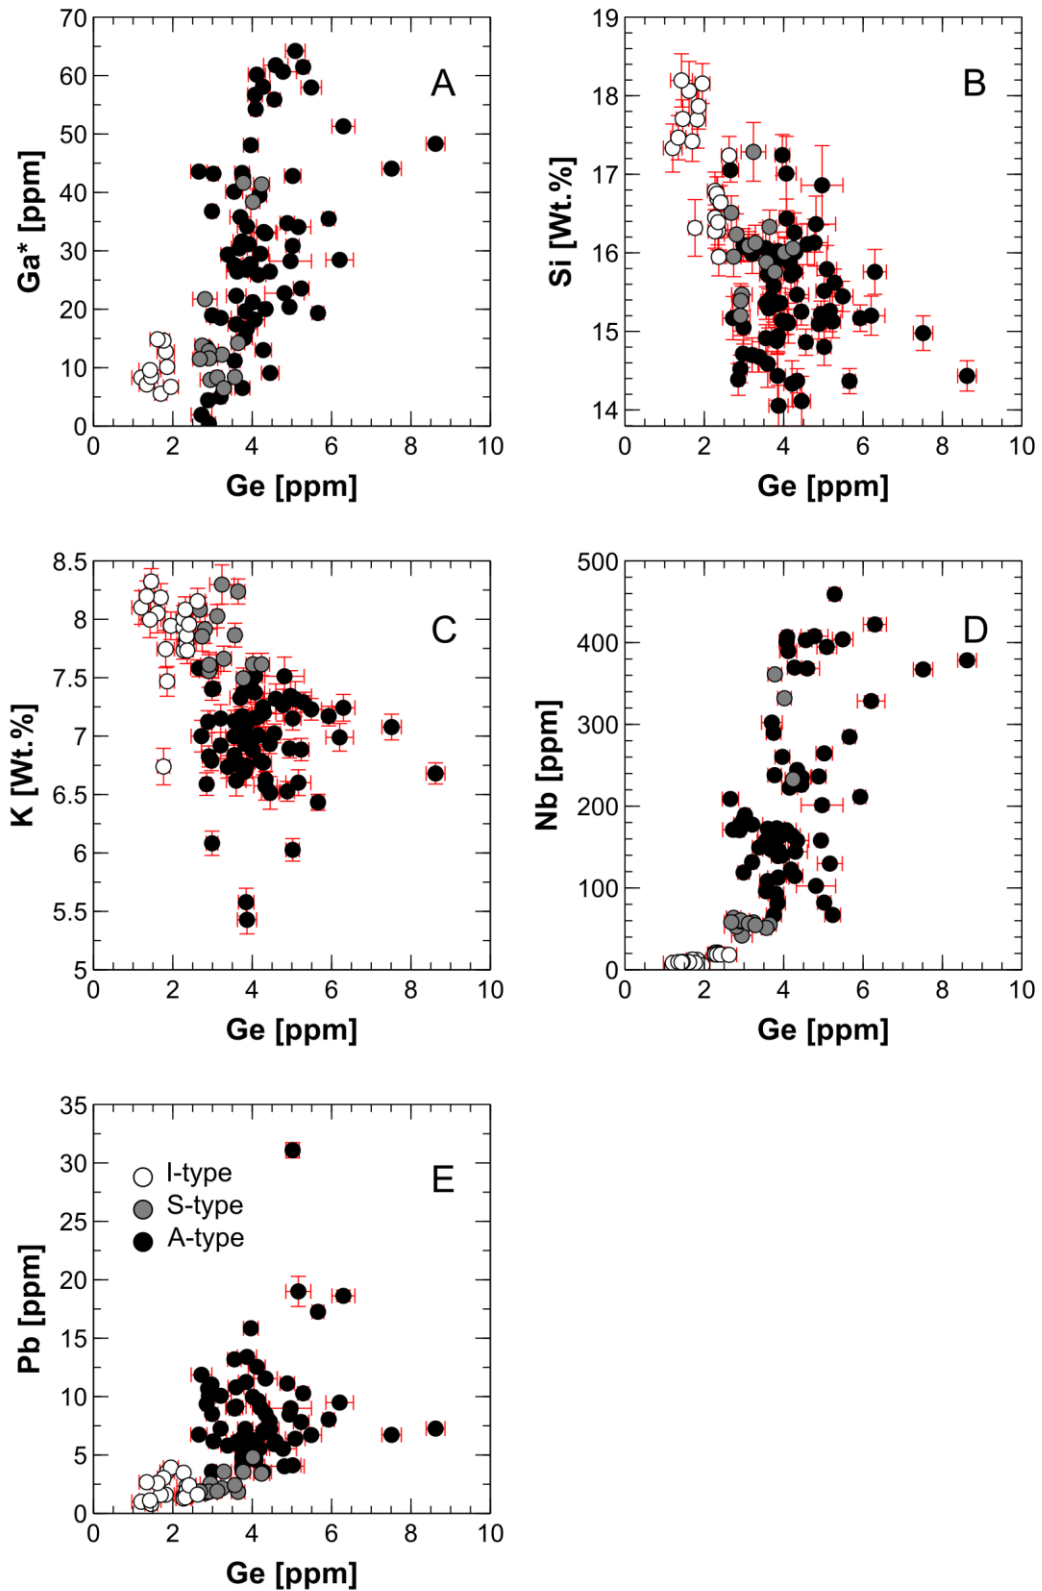 70
60
50
40
30
20
10
0
Ga* [ppm]
A
0 2 4 6 8 10
Ge [ppm]
19
18
17
16
15
14
Si [Wt.%]
B
0 2 4 6 8 10
Ge [ppm]
8.5
8
7.5
7
6.5
6
5.5
5
K [Wt.%]
C
0 2 4 6 8 10
Ge [ppm]
500
400
300
200
100
0
Nb [ppm]
D
0 2 4 6 8 10
Ge [ppm]
35
30
25
20
15
10
5
0
Pb [ppm]
E
I-type
S-type
A-type
0 2 4 6 8 10
Ge [ppm]